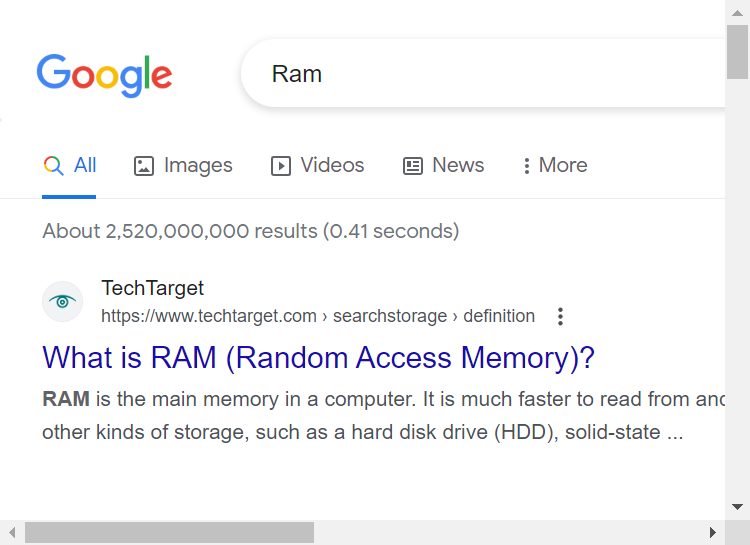 Google
Ram
All Images Videos News More
About 2,520,000,000 results (0.41 seconds)
TechTarget
https://www.techtarget.com › searchstorage › definition
What is RAM (Random Access Memory)?
RAM is the main memory in a computer. It is much faster to read from and
other kinds of storage, such as a hard disk drive (HDD), solid-state ...